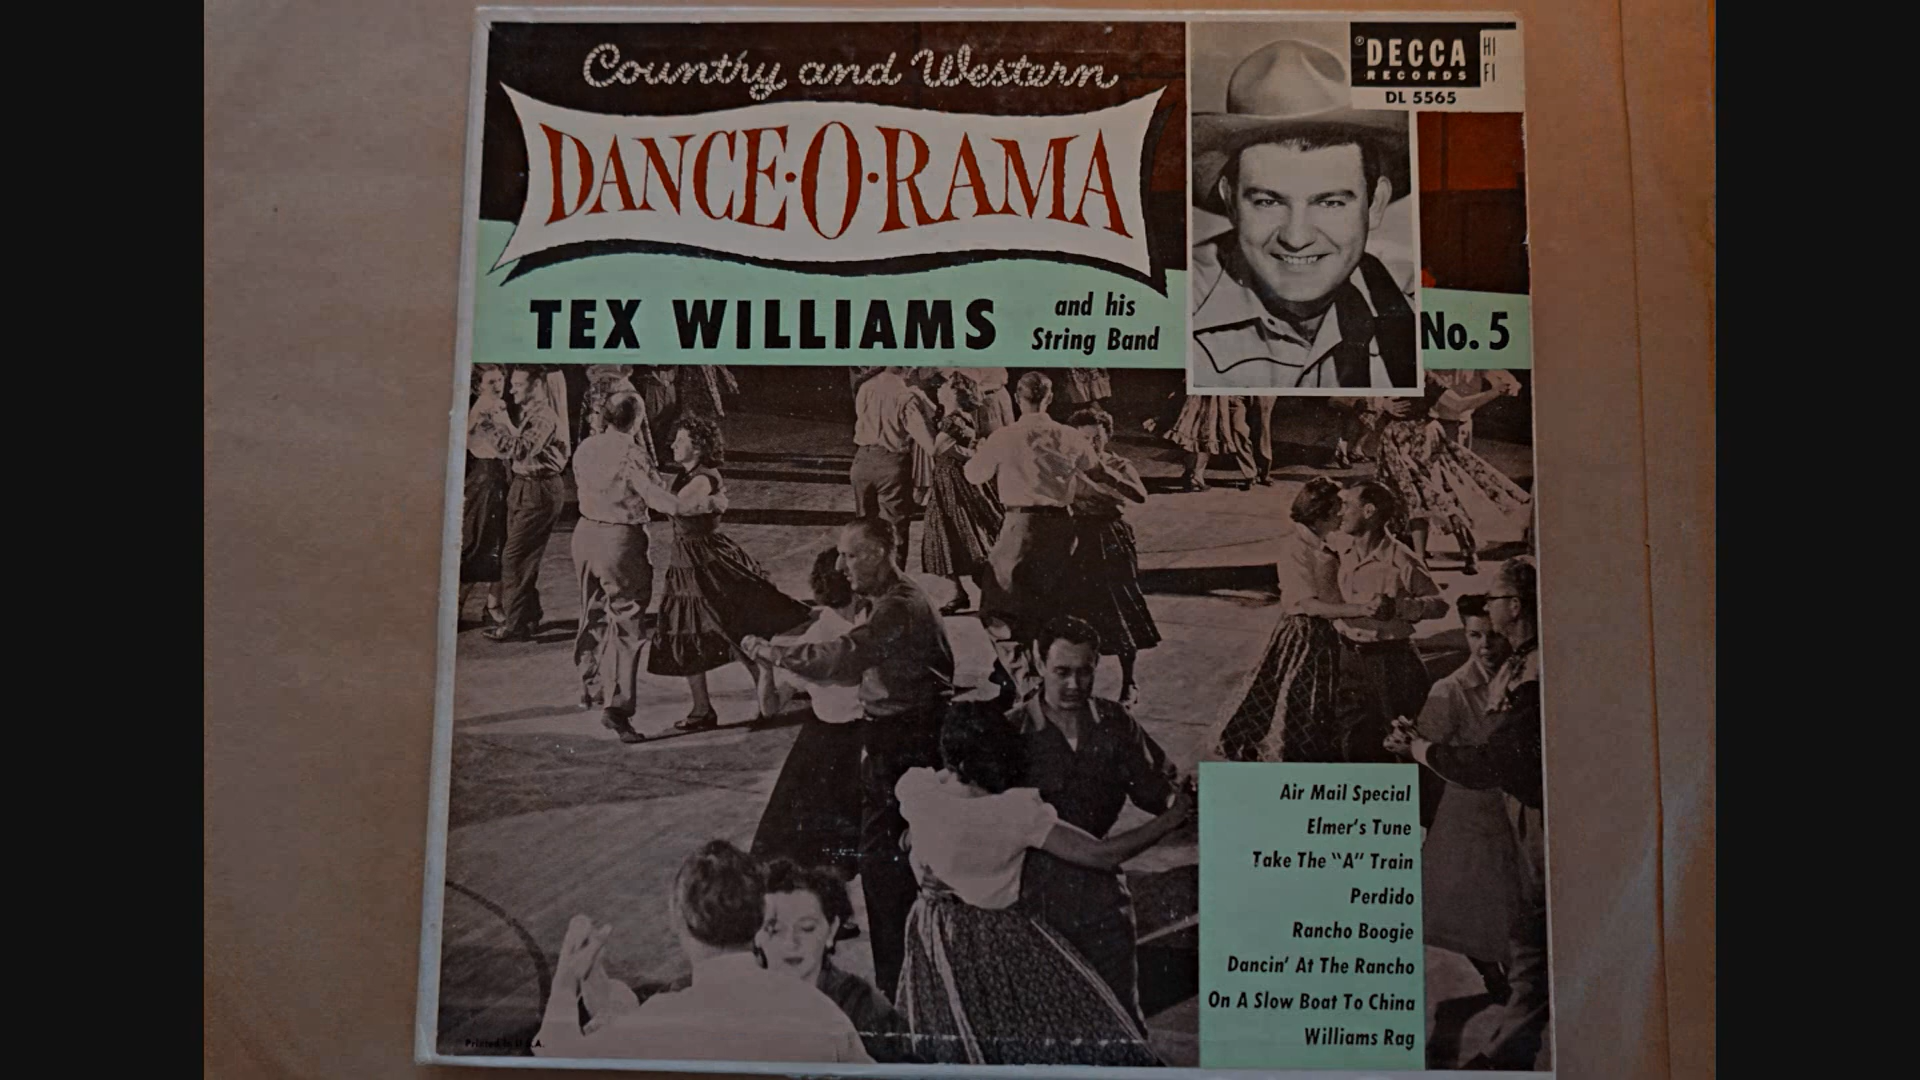 Country and Western
DANCE·O·RAMA
DECCA
RECORDS
HI
FI
DL 5565
TEX WILLIAMS
and his
String Band
No. 5
Air Mail Special
Elmer's Tune
Take The "A" Train
Perdido
Rancho Boogie
Dancin' At The Rancho
On A Slow Boat To China
Williams Rag
Printed in U.S.A.